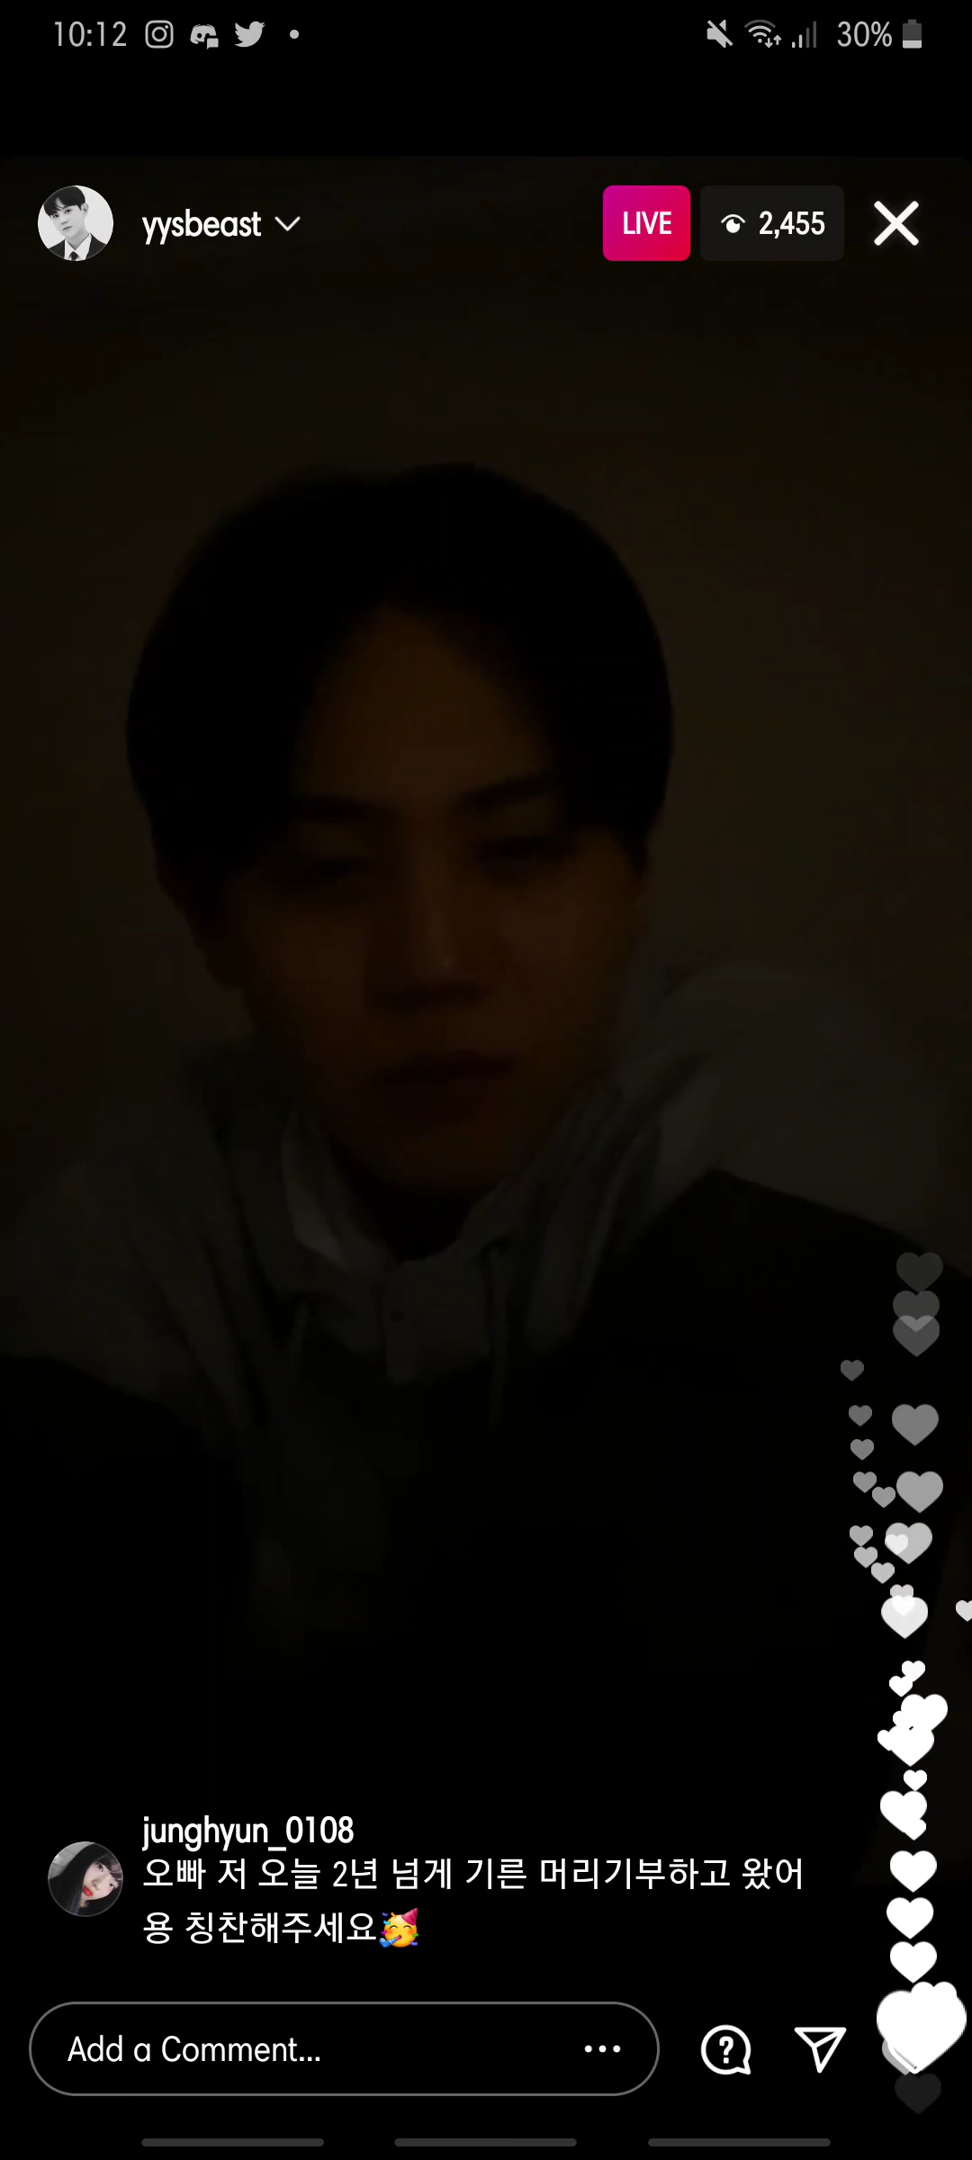 10:12
30%
yysbeast
LIVE
2,455
junghyun_0108
오빠 저 오늘 2년 넘게 기른 머리기부하고 왔어
용 칭찬해주세요🥳
Add a Comment...